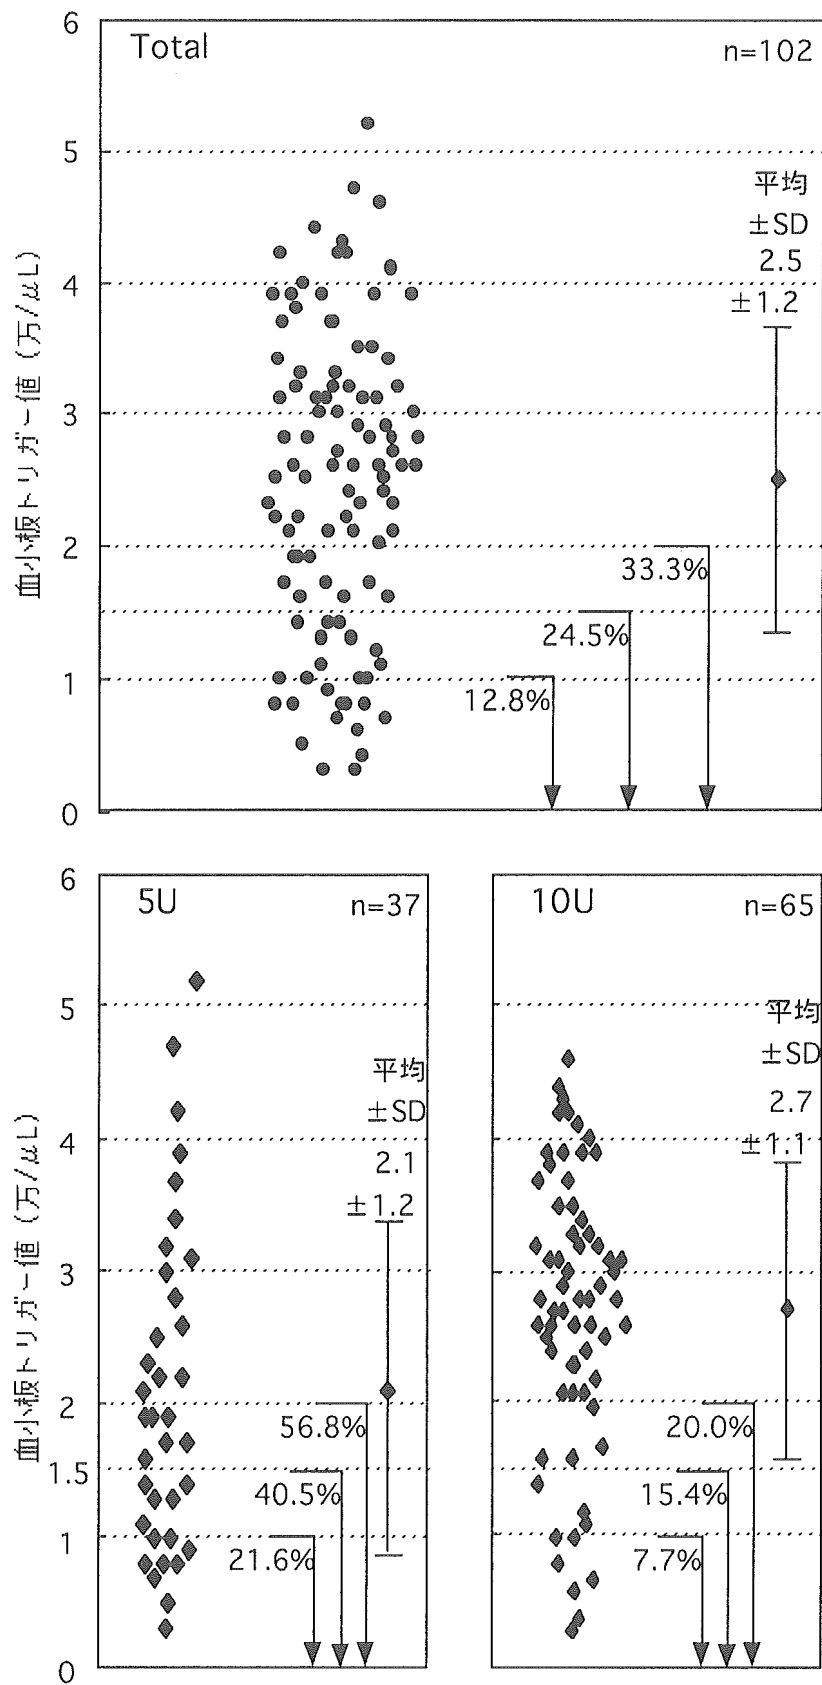 Total
n=102
6
5
4
3
2
1
0
血小板トリガー値 (万/μL)
平均
±SD
2.5
±1.2
33.3%
24.5%
12.8%
5U
n=37
6
5
4
3
2
1.5
1
0
血小板トリガー値 (万/μL)
平均
±SD
2.1
±1.2
56.8%
40.5%
21.6%
10U
n=65
平均
±SD
2.7
±1.1
20.0%
15.4%
7.7%